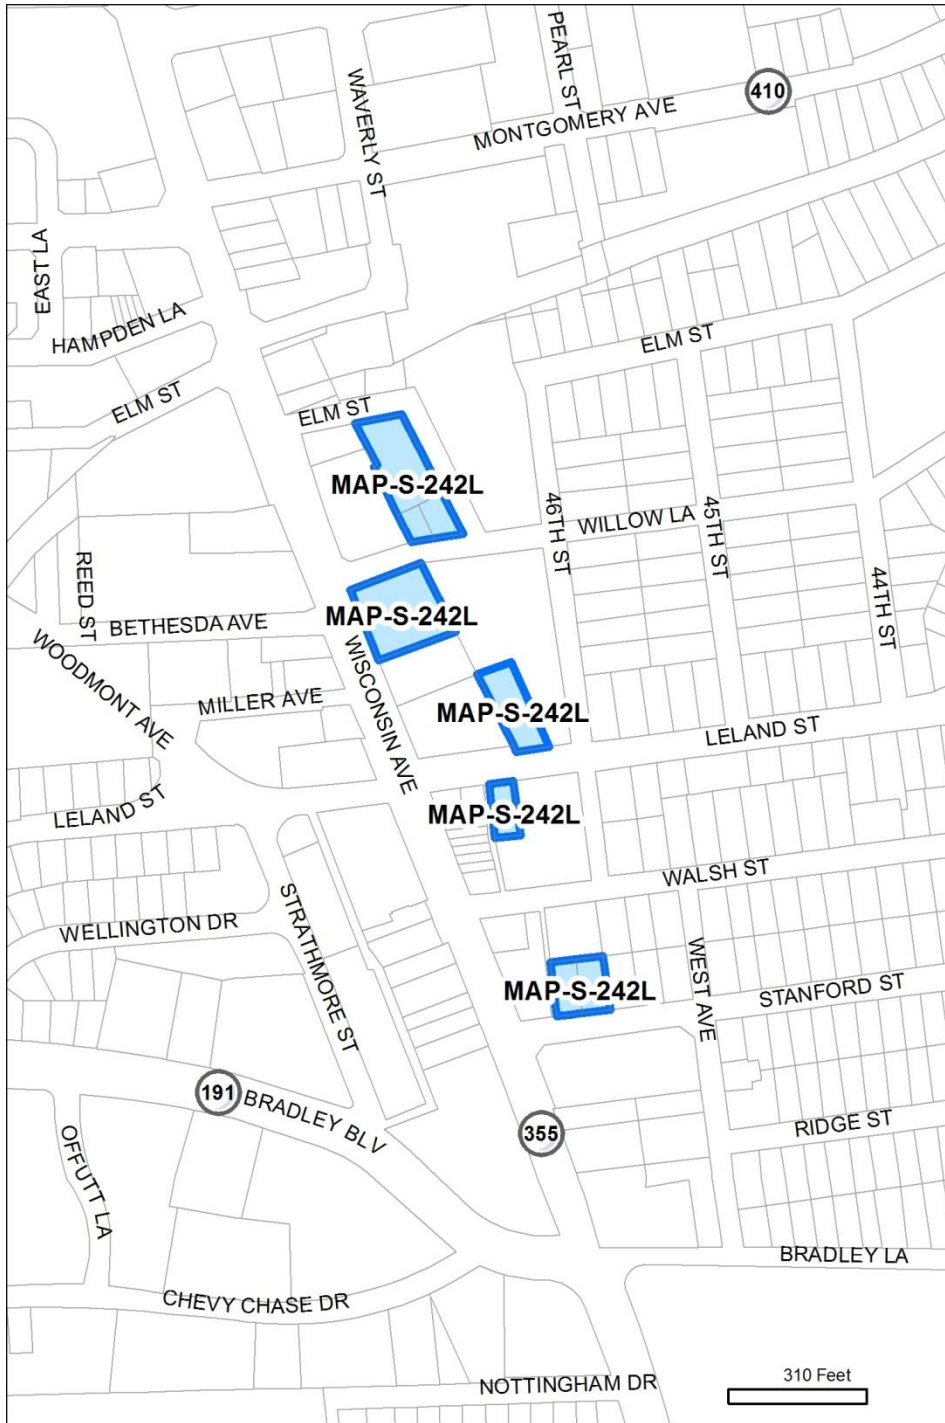 PEARL ST
410
WAVERLY ST
MONTGOMERY AVE
EAST LA
HAMPDEN LA
ELM ST
ELM ST
ELM ST
MAP-S-242L
46TH ST
WILLOW LA
45TH ST
44TH ST
REED ST
BETHESDA AVE
MAP-S-242L
WOODMONT AVE
WISCONSIN AVE
MILLER AVE
MAP-S-242L
LELAND ST
LELAND ST
MAP-S-242L
WALSH ST
STRATHMORE ST
WELLINGTON DR
WEST AVE
MAP-S-242L
STANFORD ST
191
BRADLEY BLV
355
RIDGE ST
OFFUTT LA
BRADLEY LA
CHEVY CHASE DR
310 Feet
NOTTINGHAM DR